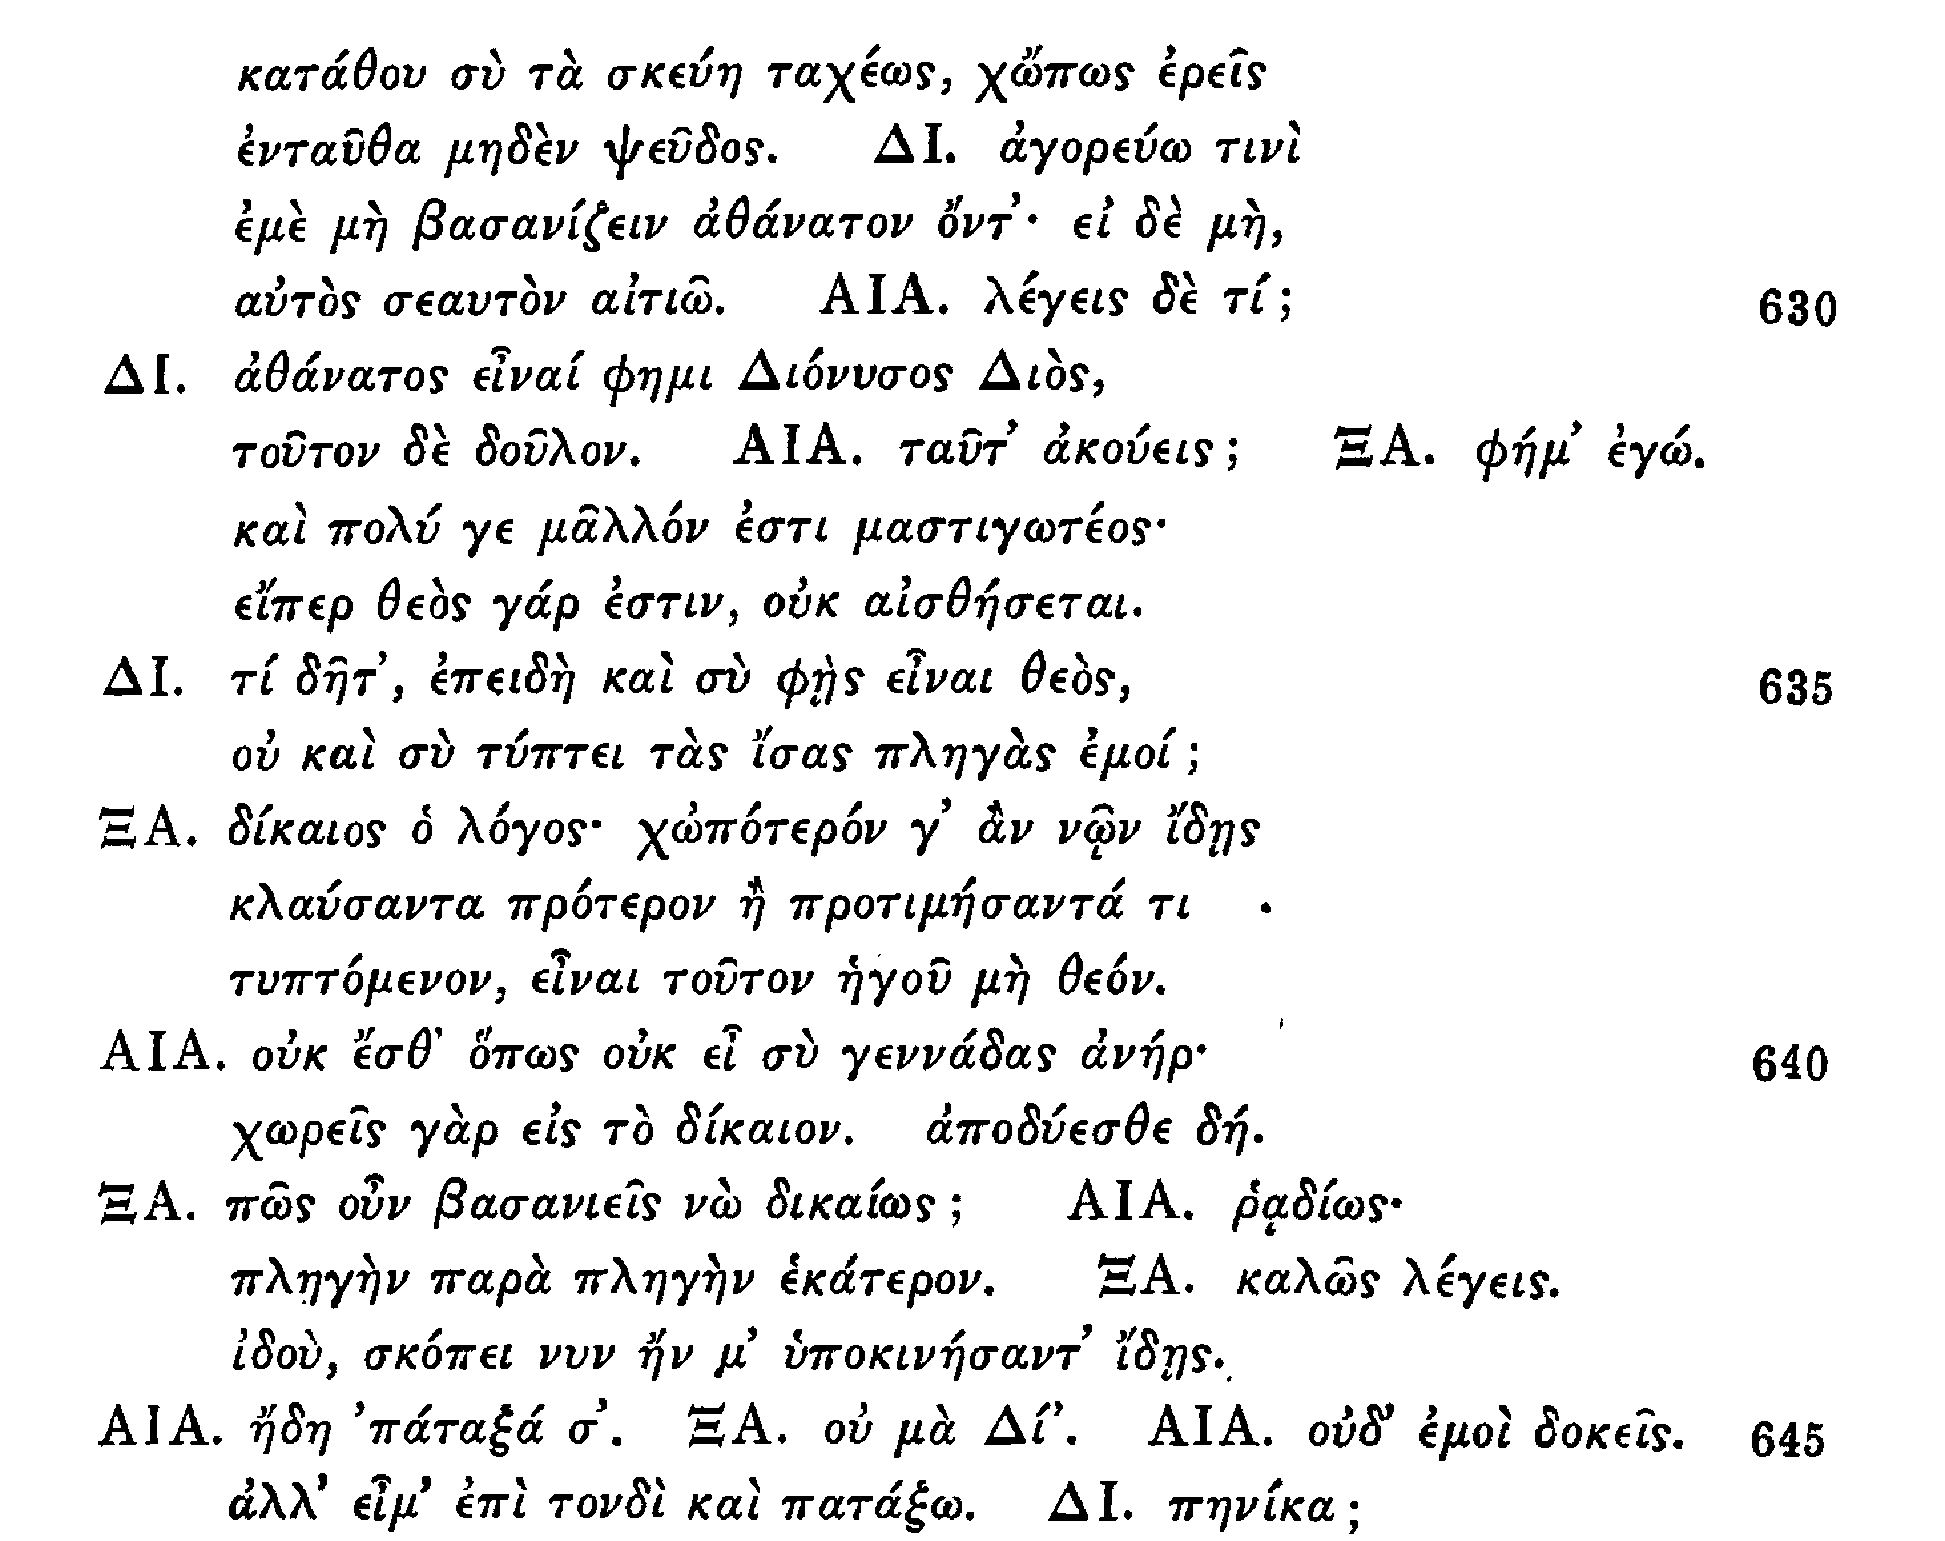 κατάθου σὺ τὰ σκεύη ταχέως, χὤπως ἐρεῖς
ἐνταῦθα μηδὲν ψεῦδος. ΔΙ. ἀγορεύω τινὶ
ἐμὲ μὴ βασανίζειν ἀθάνατον ὄντ’· εἰ δὲ μὴ,
αὐτὸς σεαυτὸν αἰτιῶ. ΑΙΑ. λέγεις δὲ τί; 630
ΔΙ. ἀθάνατος εἶναί φημι Διόνυσος Διὸς,
τοῦτον δὲ δοῦλον. ΑΙΑ. ταῦτ’ ἀκούεις; ΞΑ. φήμ’ ἐγώ.
καὶ πολύ γε μᾶλλόν ἐστι μαστιγωτέος·
εἴπερ θεὸς γάρ ἐστιν, οὐκ αἰσθήσεται.
ΔΙ. τί δῆτ’, ἐπειδὴ καὶ σὺ φῂς εἶναι θεὸς, 635
οὐ καὶ σὺ τύπτει τὰς ἴσας πληγὰς ἐμοί;
ΞΑ. δίκαιος ὁ λόγος· χὠπότερόν γ’ ἂν νῷν ἴδῃς
κλαύσαντα πρότερον ἢ προτιμήσαντά τι
τυπτόμενον, εἶναι τοῦτον ἡγοῦ μὴ θεόν.
ΑΙΑ. οὐκ ἔσθ’ ὅπως οὐκ εἶ σὺ γεννάδας ἀνήρ· 640
χωρεῖς γὰρ εἰς τὸ δίκαιον. ἀποδύεσθε δή.
ΞΑ. πῶς οὖν βασανιεῖς νὼ δικαίως; ΑΙΑ. ῥᾳδίως·
πληγὴν παρὰ πληγὴν ἑκάτερον. ΞΑ. καλῶς λέγεις.
ἰδοὺ, σκόπει νυν ἤν μ’ ὑποκινήσαντ’ ἴδῃς.
ΑΙΑ. ἤδη ’πάταξά σ’. ΞΑ. οὐ μὰ Δί’. ΑΙΑ. οὐδ’ ἐμοὶ δοκεῖς. 645
ἀλλ’ εἶμ’ ἐπὶ τονδὶ καὶ πατάξω. ΔΙ. πηνίκα;